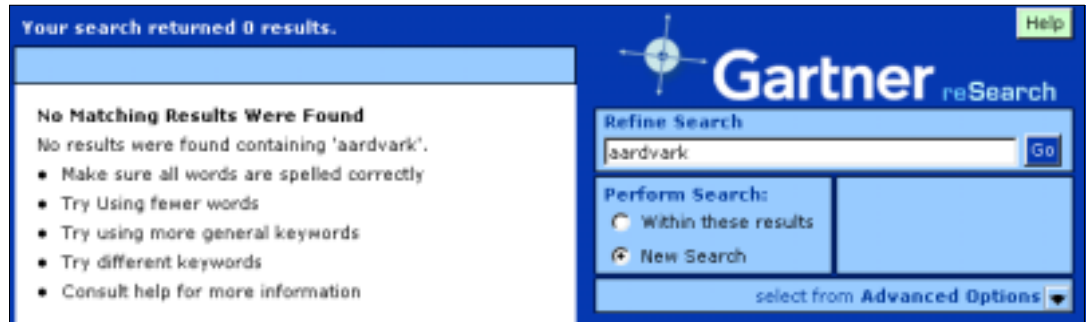 Your search returned 0 results.
No Matching Results Were Found
No results were found containing 'aardvark'.
• Make sure all words are spelled correctly
• Try Using fewer words
• Try using more general keywords
• Try different keywords
• Consult help for more information
Help
Gartner reSearch
Refine Search
aardvark Go
Perform Search:
Within these results
New Search
select from Advanced Options